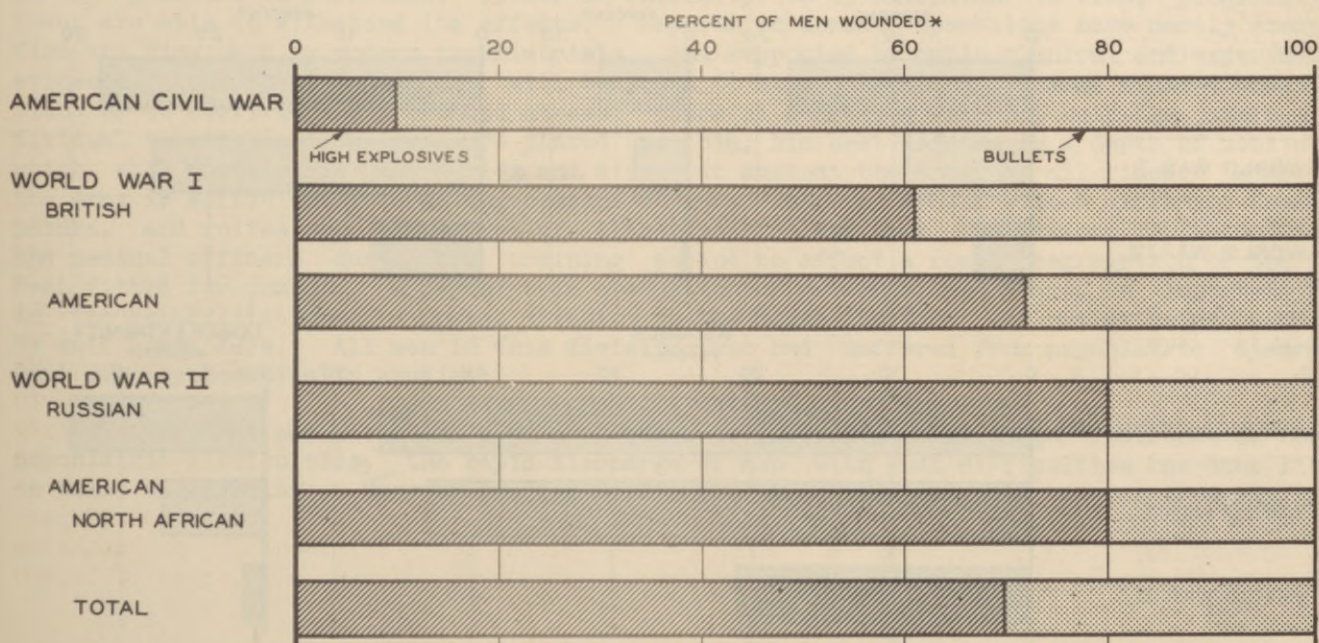 PERCENT OF MEN WOUNDED*
0 20 40 60 80 100
AMERICAN CIVIL WAR
HIGH EXPLOSIVES BULLETS
WORLD WAR I
BRITISH
AMERICAN
WORLD WAR II
RUSSIAN
AMERICAN
NORTH AFRICAN
TOTAL